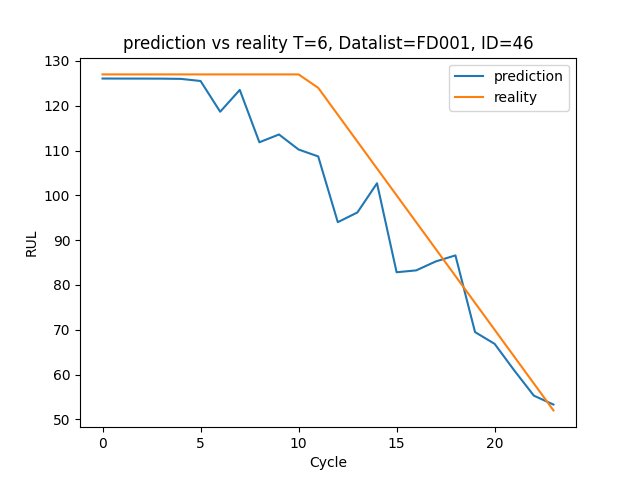 prediction vs reality T=6, Datalist=FD001, ID=46
130
120
110
100
90
80
70
60
50
RUL
0
5
10
15
20
Cycle
prediction
reality